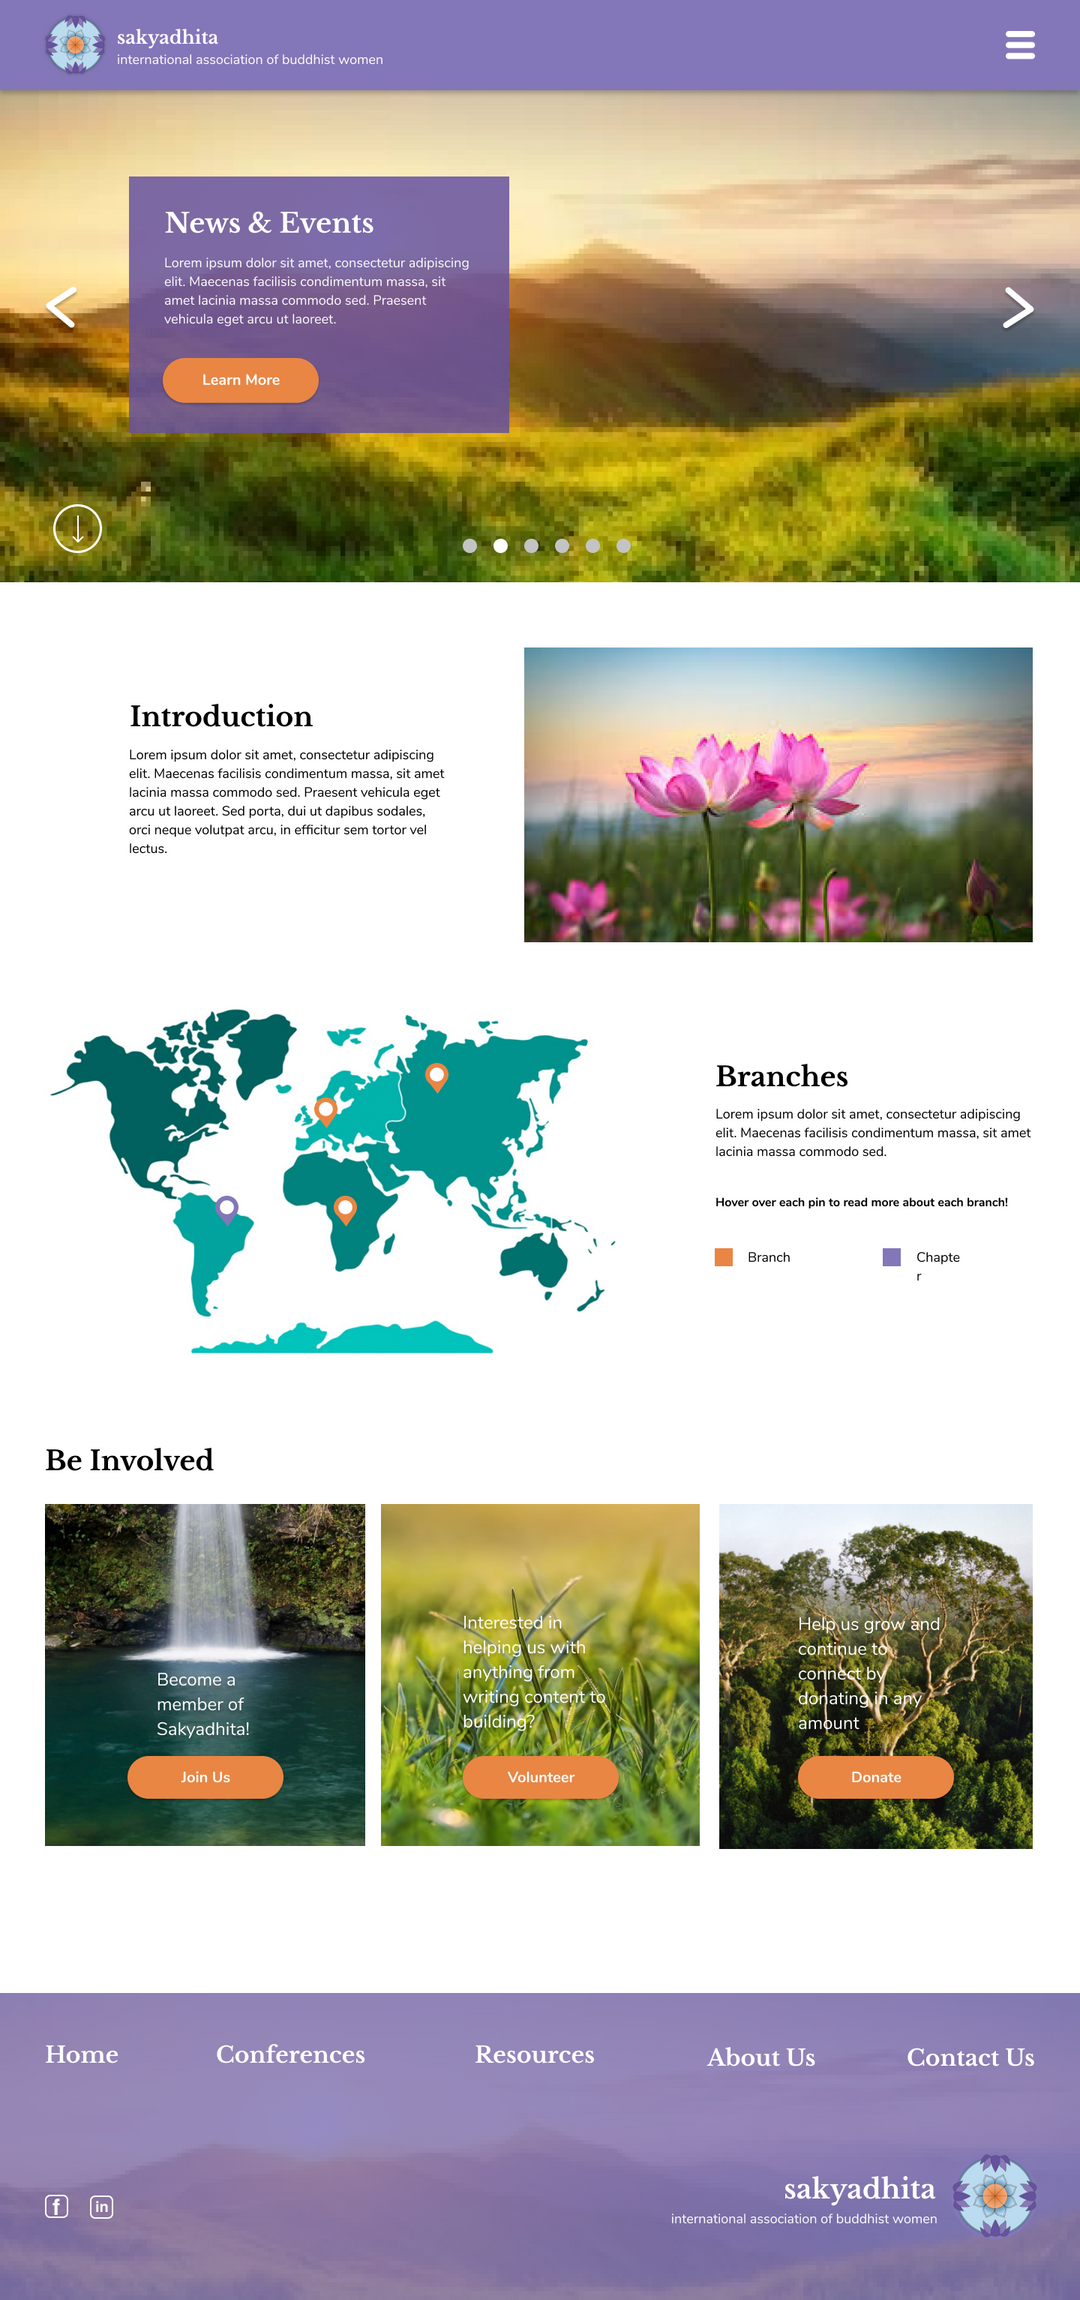 sakyadhita
international association of buddhist women
News & Events
Lorem ipsum dolor sit amet, consectetur adipiscing
elit. Maecenas facilisis condimentum massa, sit
amet lacinia massa commodo sed. Praesent
vehicula eget arcu ut laoreet.
Learn More
Introduction
Lorem ipsum dolor sit amet, consectetur adipiscing
elit. Maecenas facilisis condimentum massa, sit amet
lacinia massa commodo sed. Praesent vehicula eget
arcu ut laoreet. Sed porta, dui ut dapibus sodales,
orci neque volutpat arcu, in efficitur sem tortor vel
lectus.
Branches
Lorem ipsum dolor sit amet, consectetur adipiscing
elit. Maecenas facilisis condimentum massa, sit amet
lacinia massa commodo sed.
Hover over each pin to read more about each branch!
Branch
Chapte
r
Be Involved
Become a
member of
Sakyadhita!
Join Us
Interested in
helping us with
anything from
writing content to
building?
Volunteer
Help us grow and
continue to
connect by
donating in any
amount
Donate
Home
Conferences
Resources
About Us
Contact Us
f
in
sakyadhita
international association of buddhist women